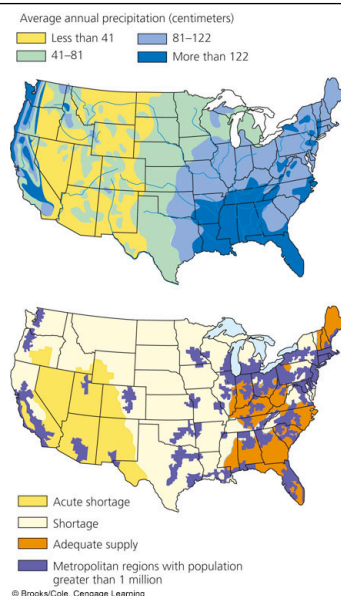 Average annual precipitation (centimeters)
Less than 41
81–122
41–81
More than 122
Acute shortage
Shortage
Adequate supply
Metropolitan regions with population
greater than 1 million
© Brooks/Cole, Cengage Learning